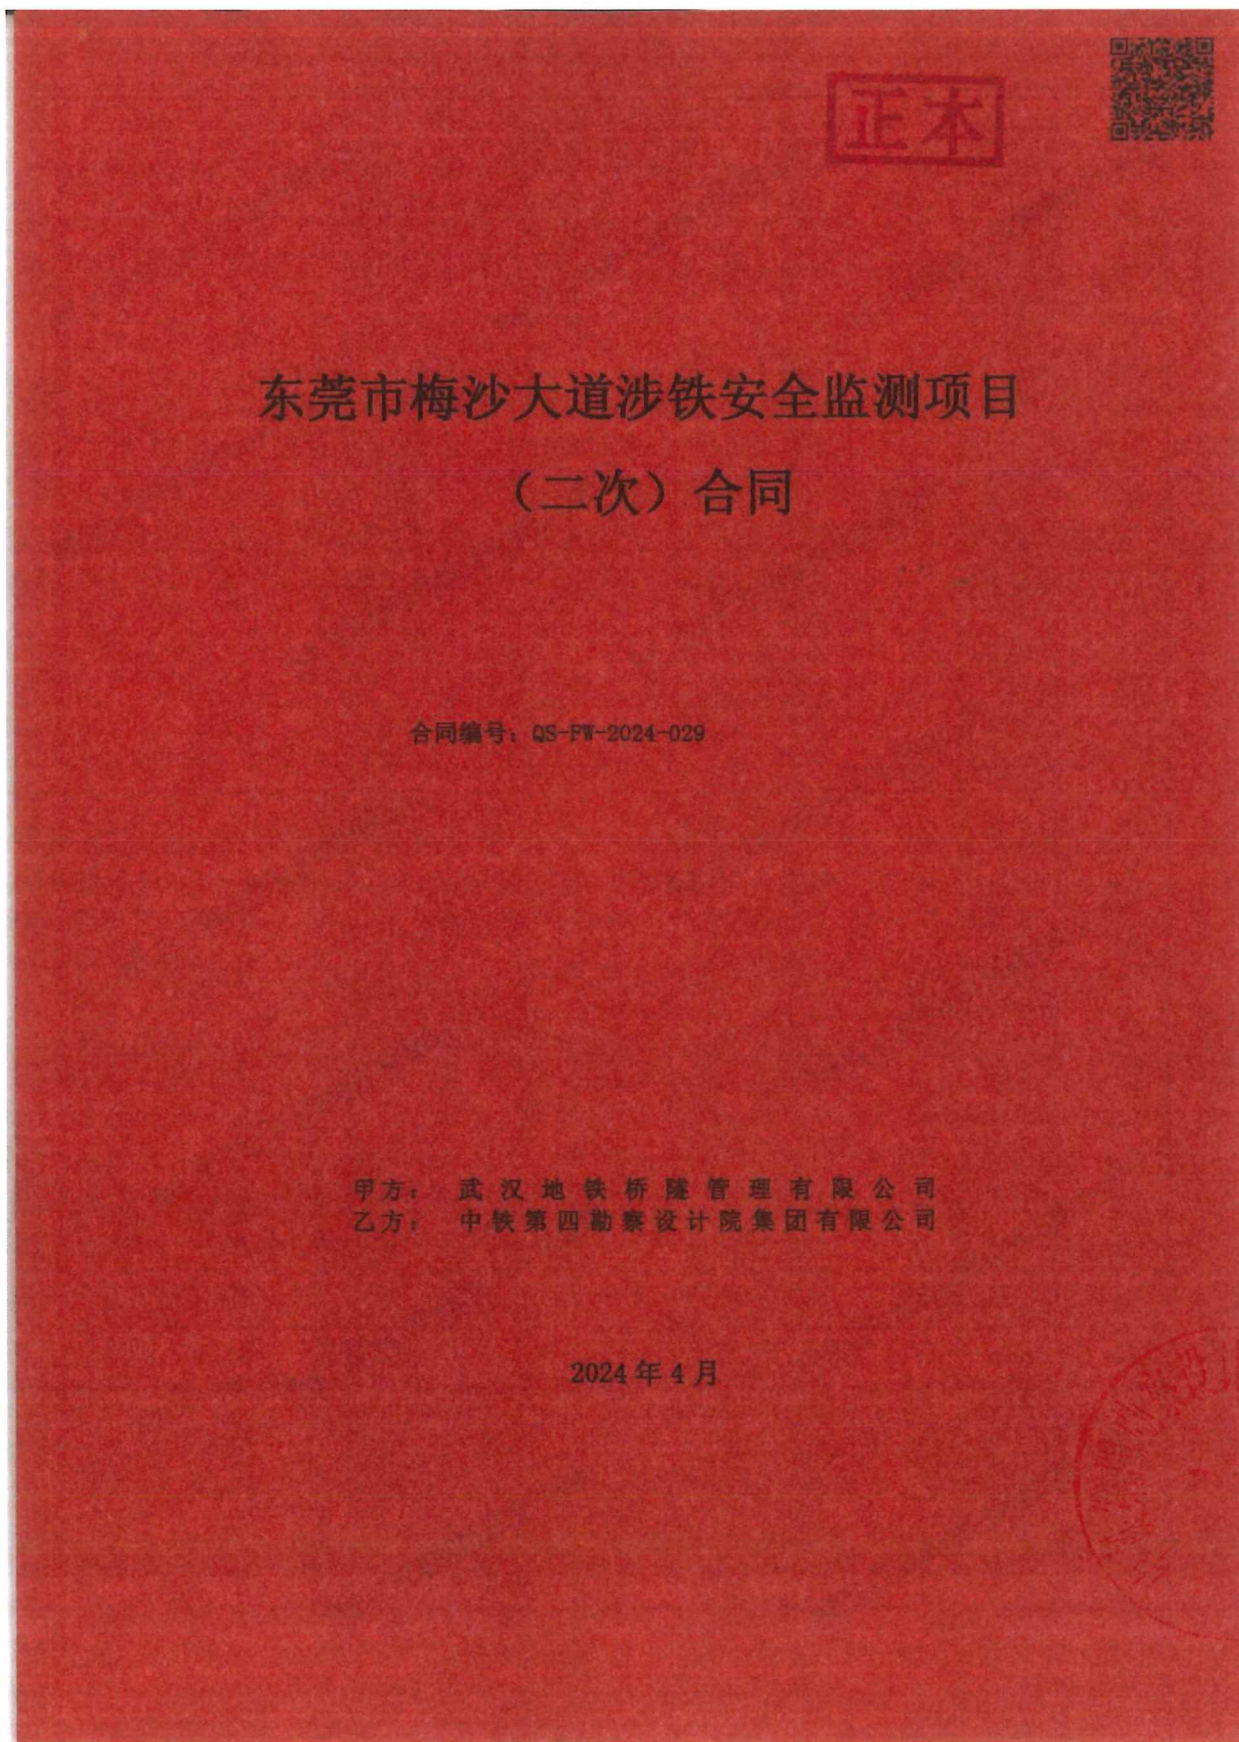 正本
东莞市梅沙大道涉铁安全监测项目
（二次）合同
合同编号：QS-FW-2024-029
甲方： 武汉地铁桥隧管理有限公司
乙方： 中铁第四勘察设计院集团有限公司
2024年4月